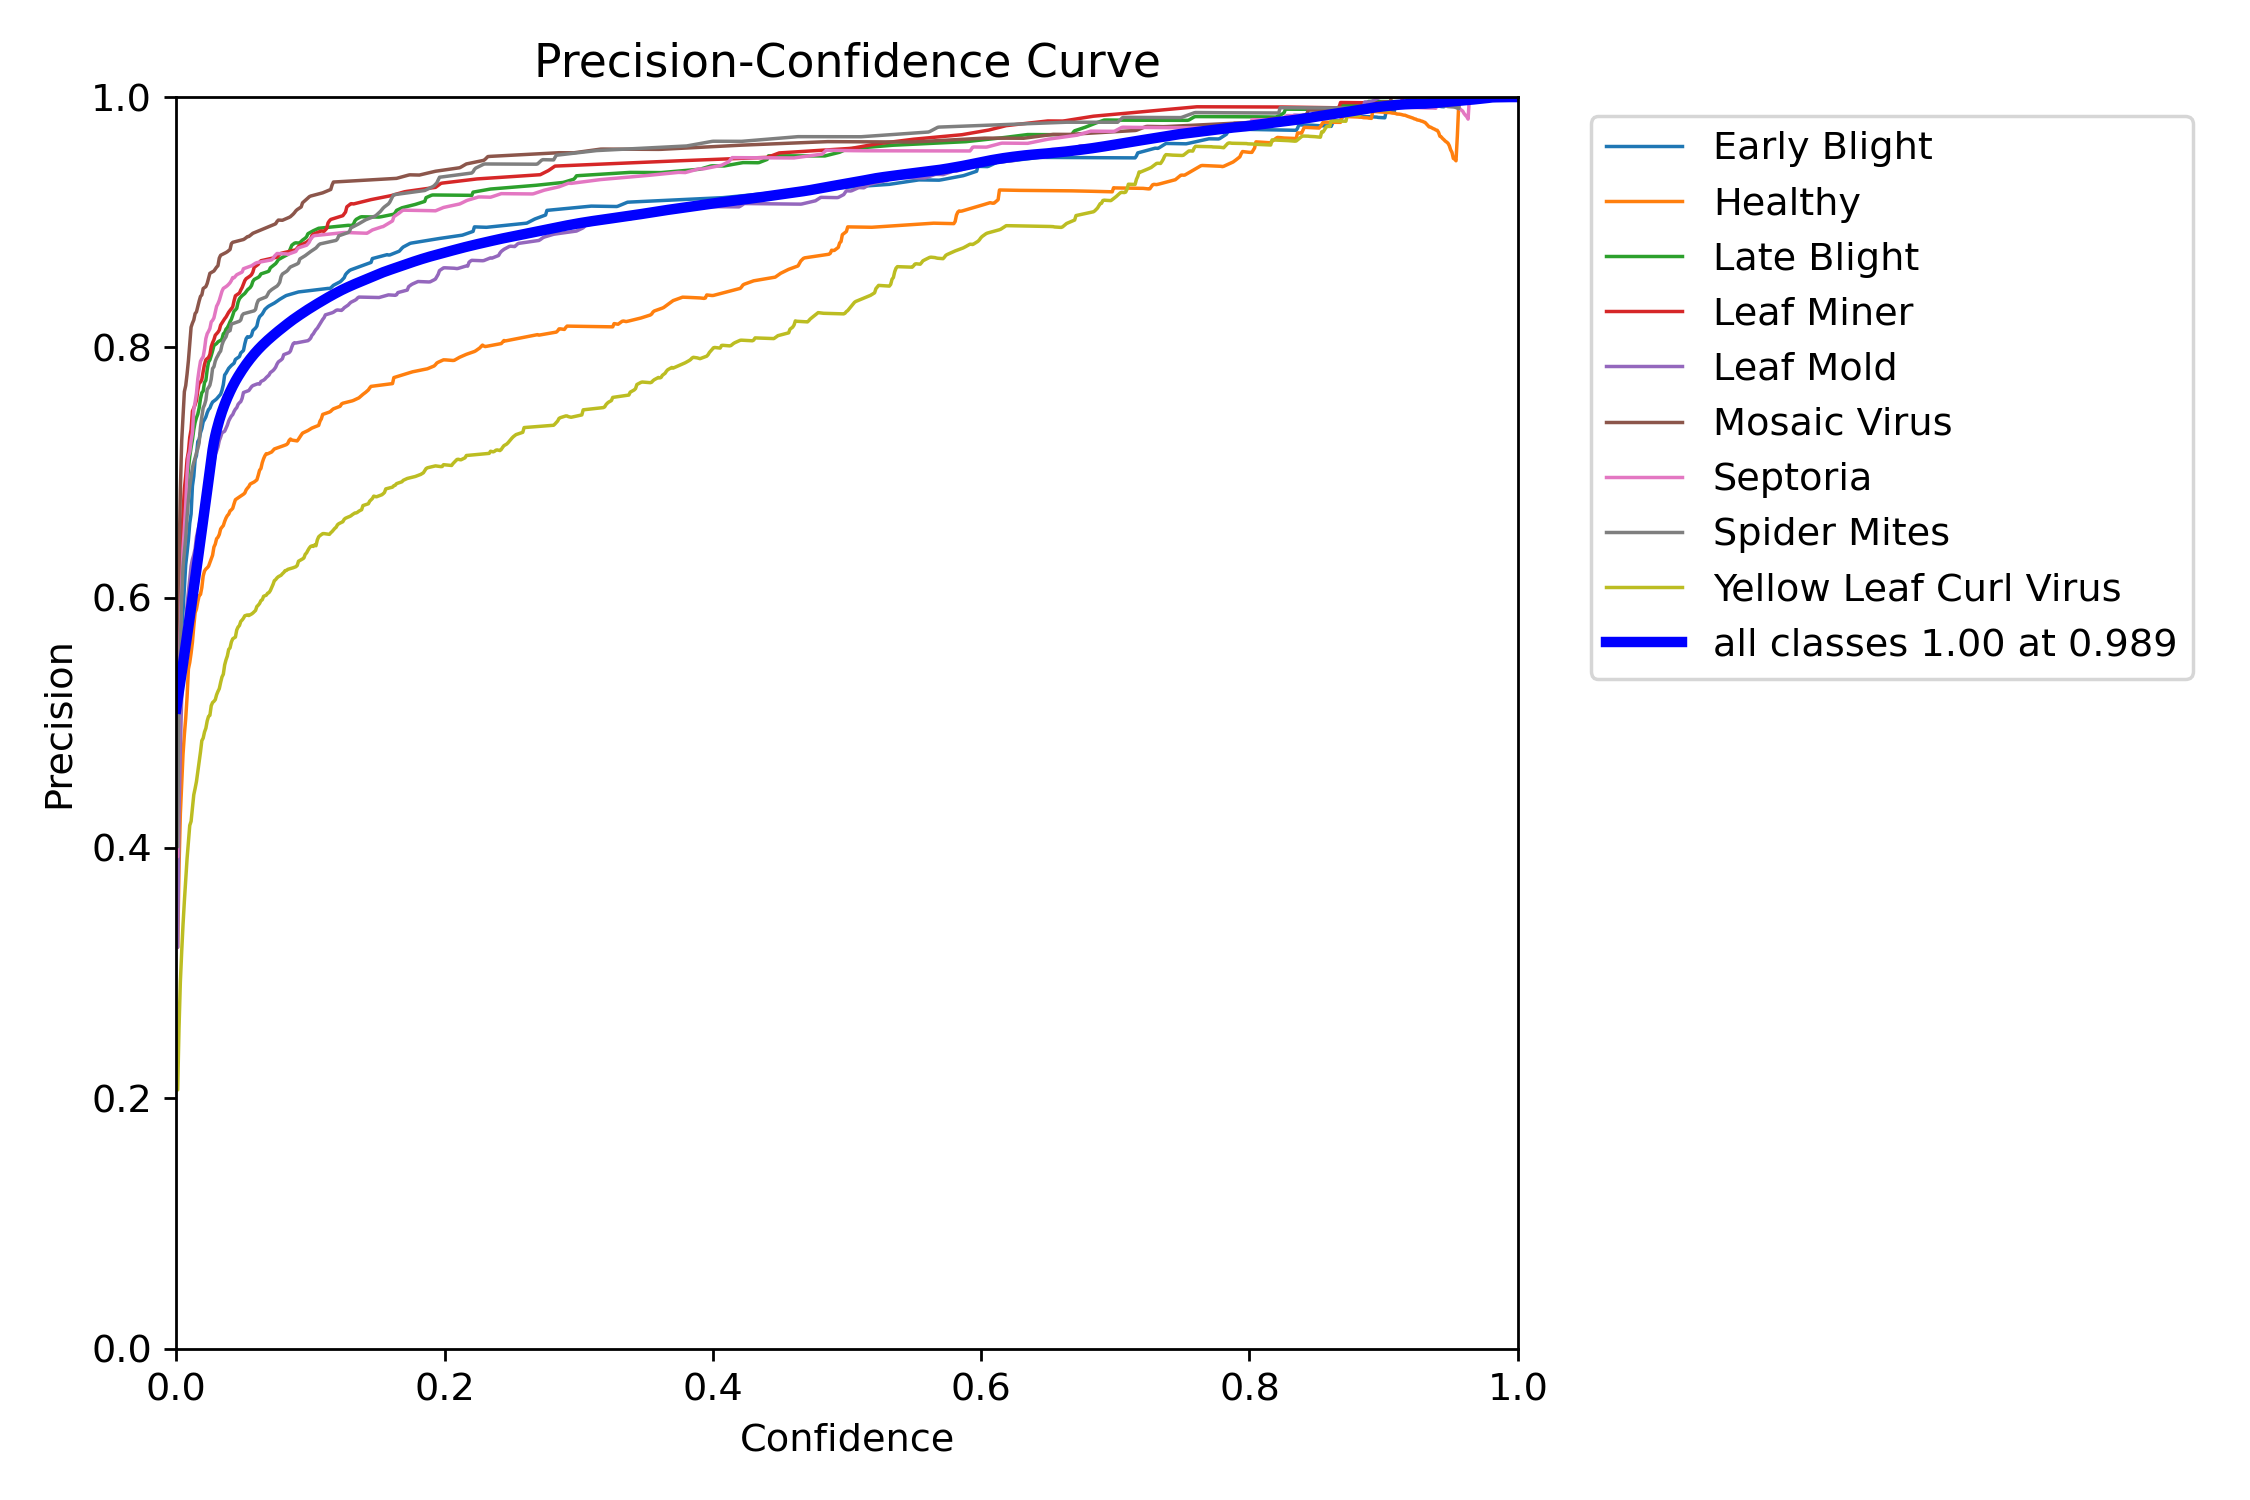 Precision-Confidence Curve
1.0
0.8
0.6
0.4
0.2
0.0
Precision
0.0 0.2 0.4 0.6 0.8 1.0
Confidence
Early Blight
Healthy
Late Blight
Leaf Miner
Leaf Mold
Mosaic Virus
Septoria
Spider Mites
Yellow Leaf Curl Virus
all classes 1.00 at 0.989